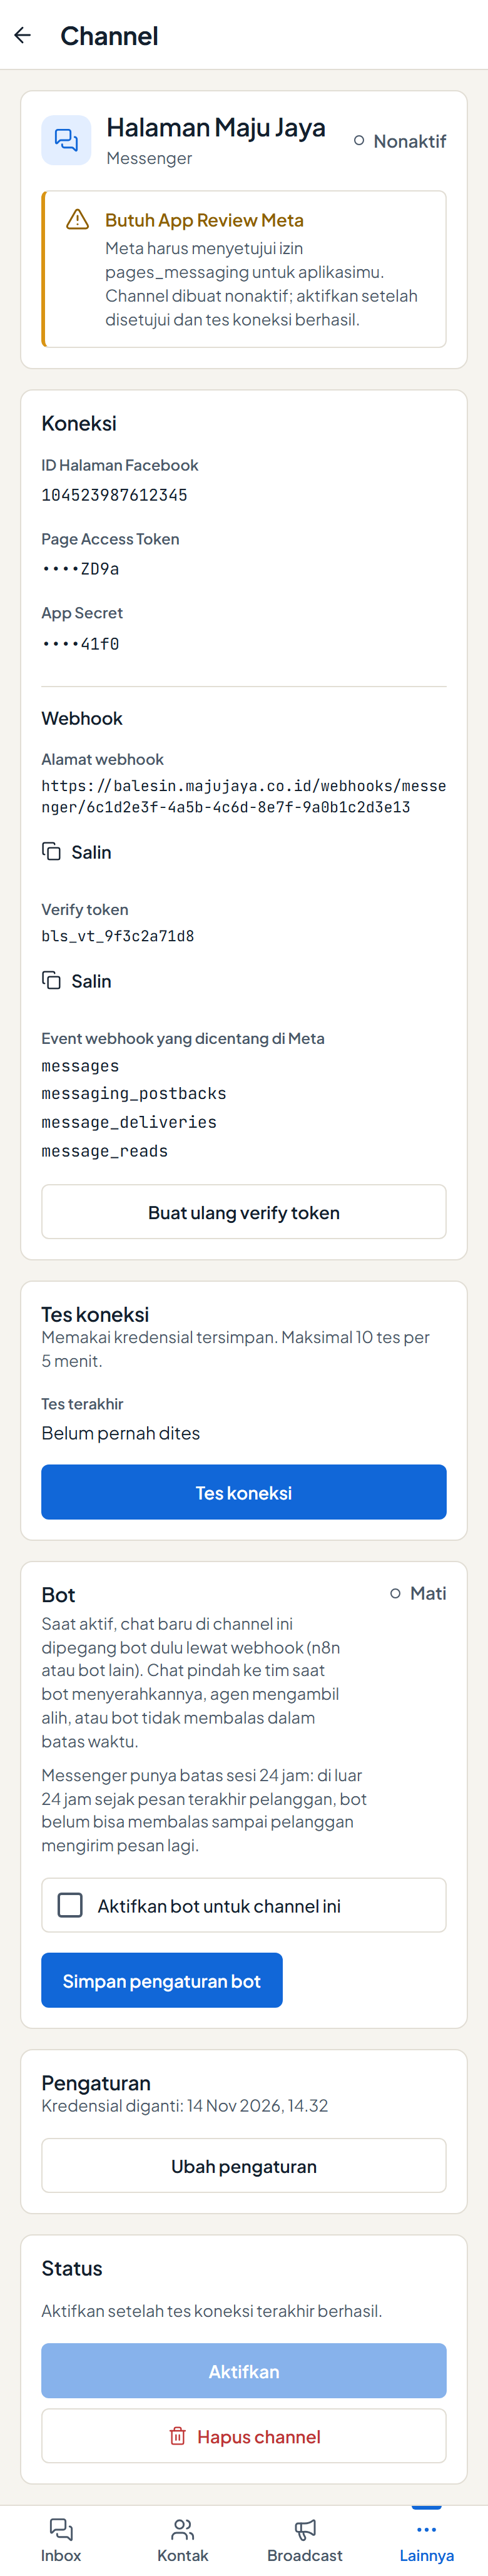 Channel
Halaman Maju Jaya
Messenger
Nonaktif
Butuh App Review Meta
Meta harus menyetujui izin
pages_messaging untuk aplikasimu.
Channel dibuat nonaktif; aktifkan setelah
disetujui dan tes koneksi berhasil.
Koneksi
ID Halaman Facebook
104523987612345
Page Access Token
••••ZD9a
App Secret
••••41f0
Webhook
Alamat webhook
https://balesin.majujaya.co.id/webhooks/messe
nger/6c1d2e3f-4a5b-4c6d-8e7f-9a0b1c2d3e13
Salin
Verify token
bls_vt_9f3c2a71d8
Salin
Event webhook yang dicentang di Meta
messages
messaging_postbacks
message_deliveries
message_reads
Buat ulang verify token
Tes koneksi
Memakai kredensial tersimpan. Maksimal 10 tes per
5 menit.
Tes terakhir
Belum pernah dites
Tes koneksi
Bot
Mati
Saat aktif, chat baru di channel ini
dipegang bot dulu lewat webhook (n8n
atau bot lain). Chat pindah ke tim saat
bot menyerahkannya, agen mengambil
alih, atau bot tidak membalas dalam
batas waktu.
Messenger punya batas sesi 24 jam: di luar
24 jam sejak pesan terakhir pelanggan, bot
belum bisa membalas sampai pelanggan
mengirim pesan lagi.
Aktifkan bot untuk channel ini
Simpan pengaturan bot
Pengaturan
Kredensial diganti: 14 Nov 2026, 14.32
Ubah pengaturan
Status
Aktifkan setelah tes koneksi terakhir berhasil.
Aktifkan
Hapus channel
Inbox
Kontak
Broadcast
Lainnya